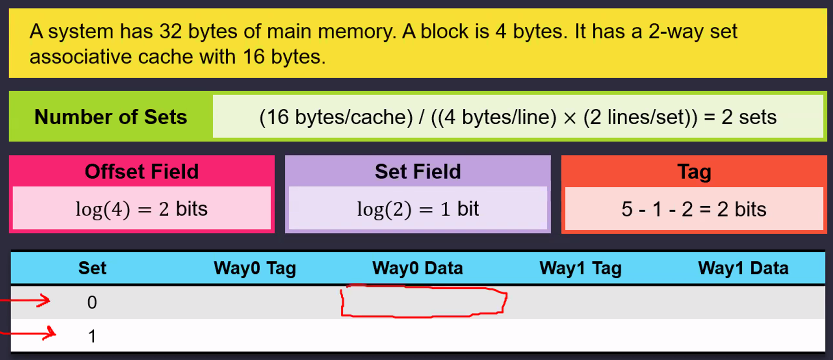 A system has 32 bytes of main memory. A block is 4 bytes. It has a 2-way set
associative cache with 16 bytes.
Number of Sets (16 bytes/cache) / ((4 bytes/line) × (2 lines/set)) = 2 sets
Offset Field Set Field Tag
log(4) = 2 bits log(2) = 1 bit 5 - 1 - 2 = 2 bits
Set Way0 Tag Way0 Data Way1 Tag Way1 Data
0
1